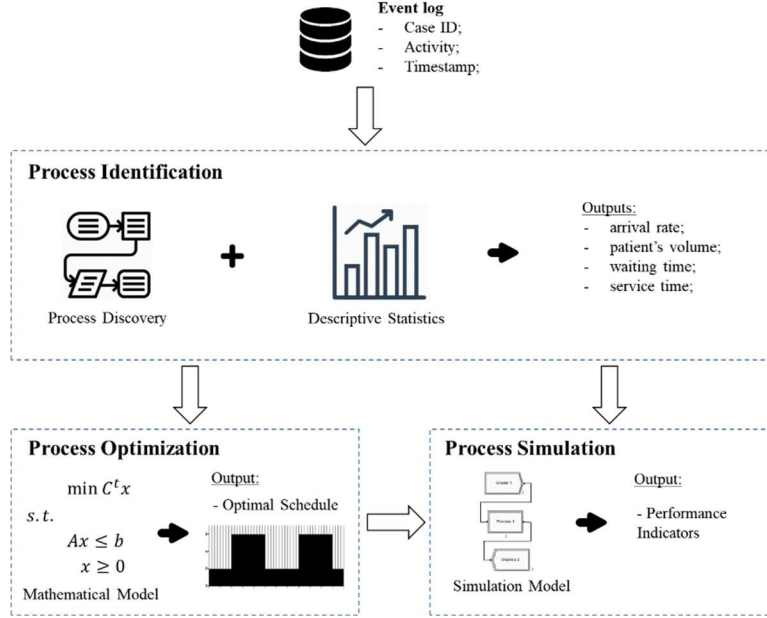 Event log
- Case ID;
- Activity;
- Timestamp;
Process Identification
Outputs:
- arrival rate;
- patient's volume;
- waiting time;
- service time;
Process Discovery
Descriptive Statistics
Process Optimization
min Cᵗx
s.t.
Ax ≤ b
x ≥ 0
Mathematical Model
Output:
- Optimal Schedule
Process Simulation
Simulation Model
Output:
- Performance
Indicators